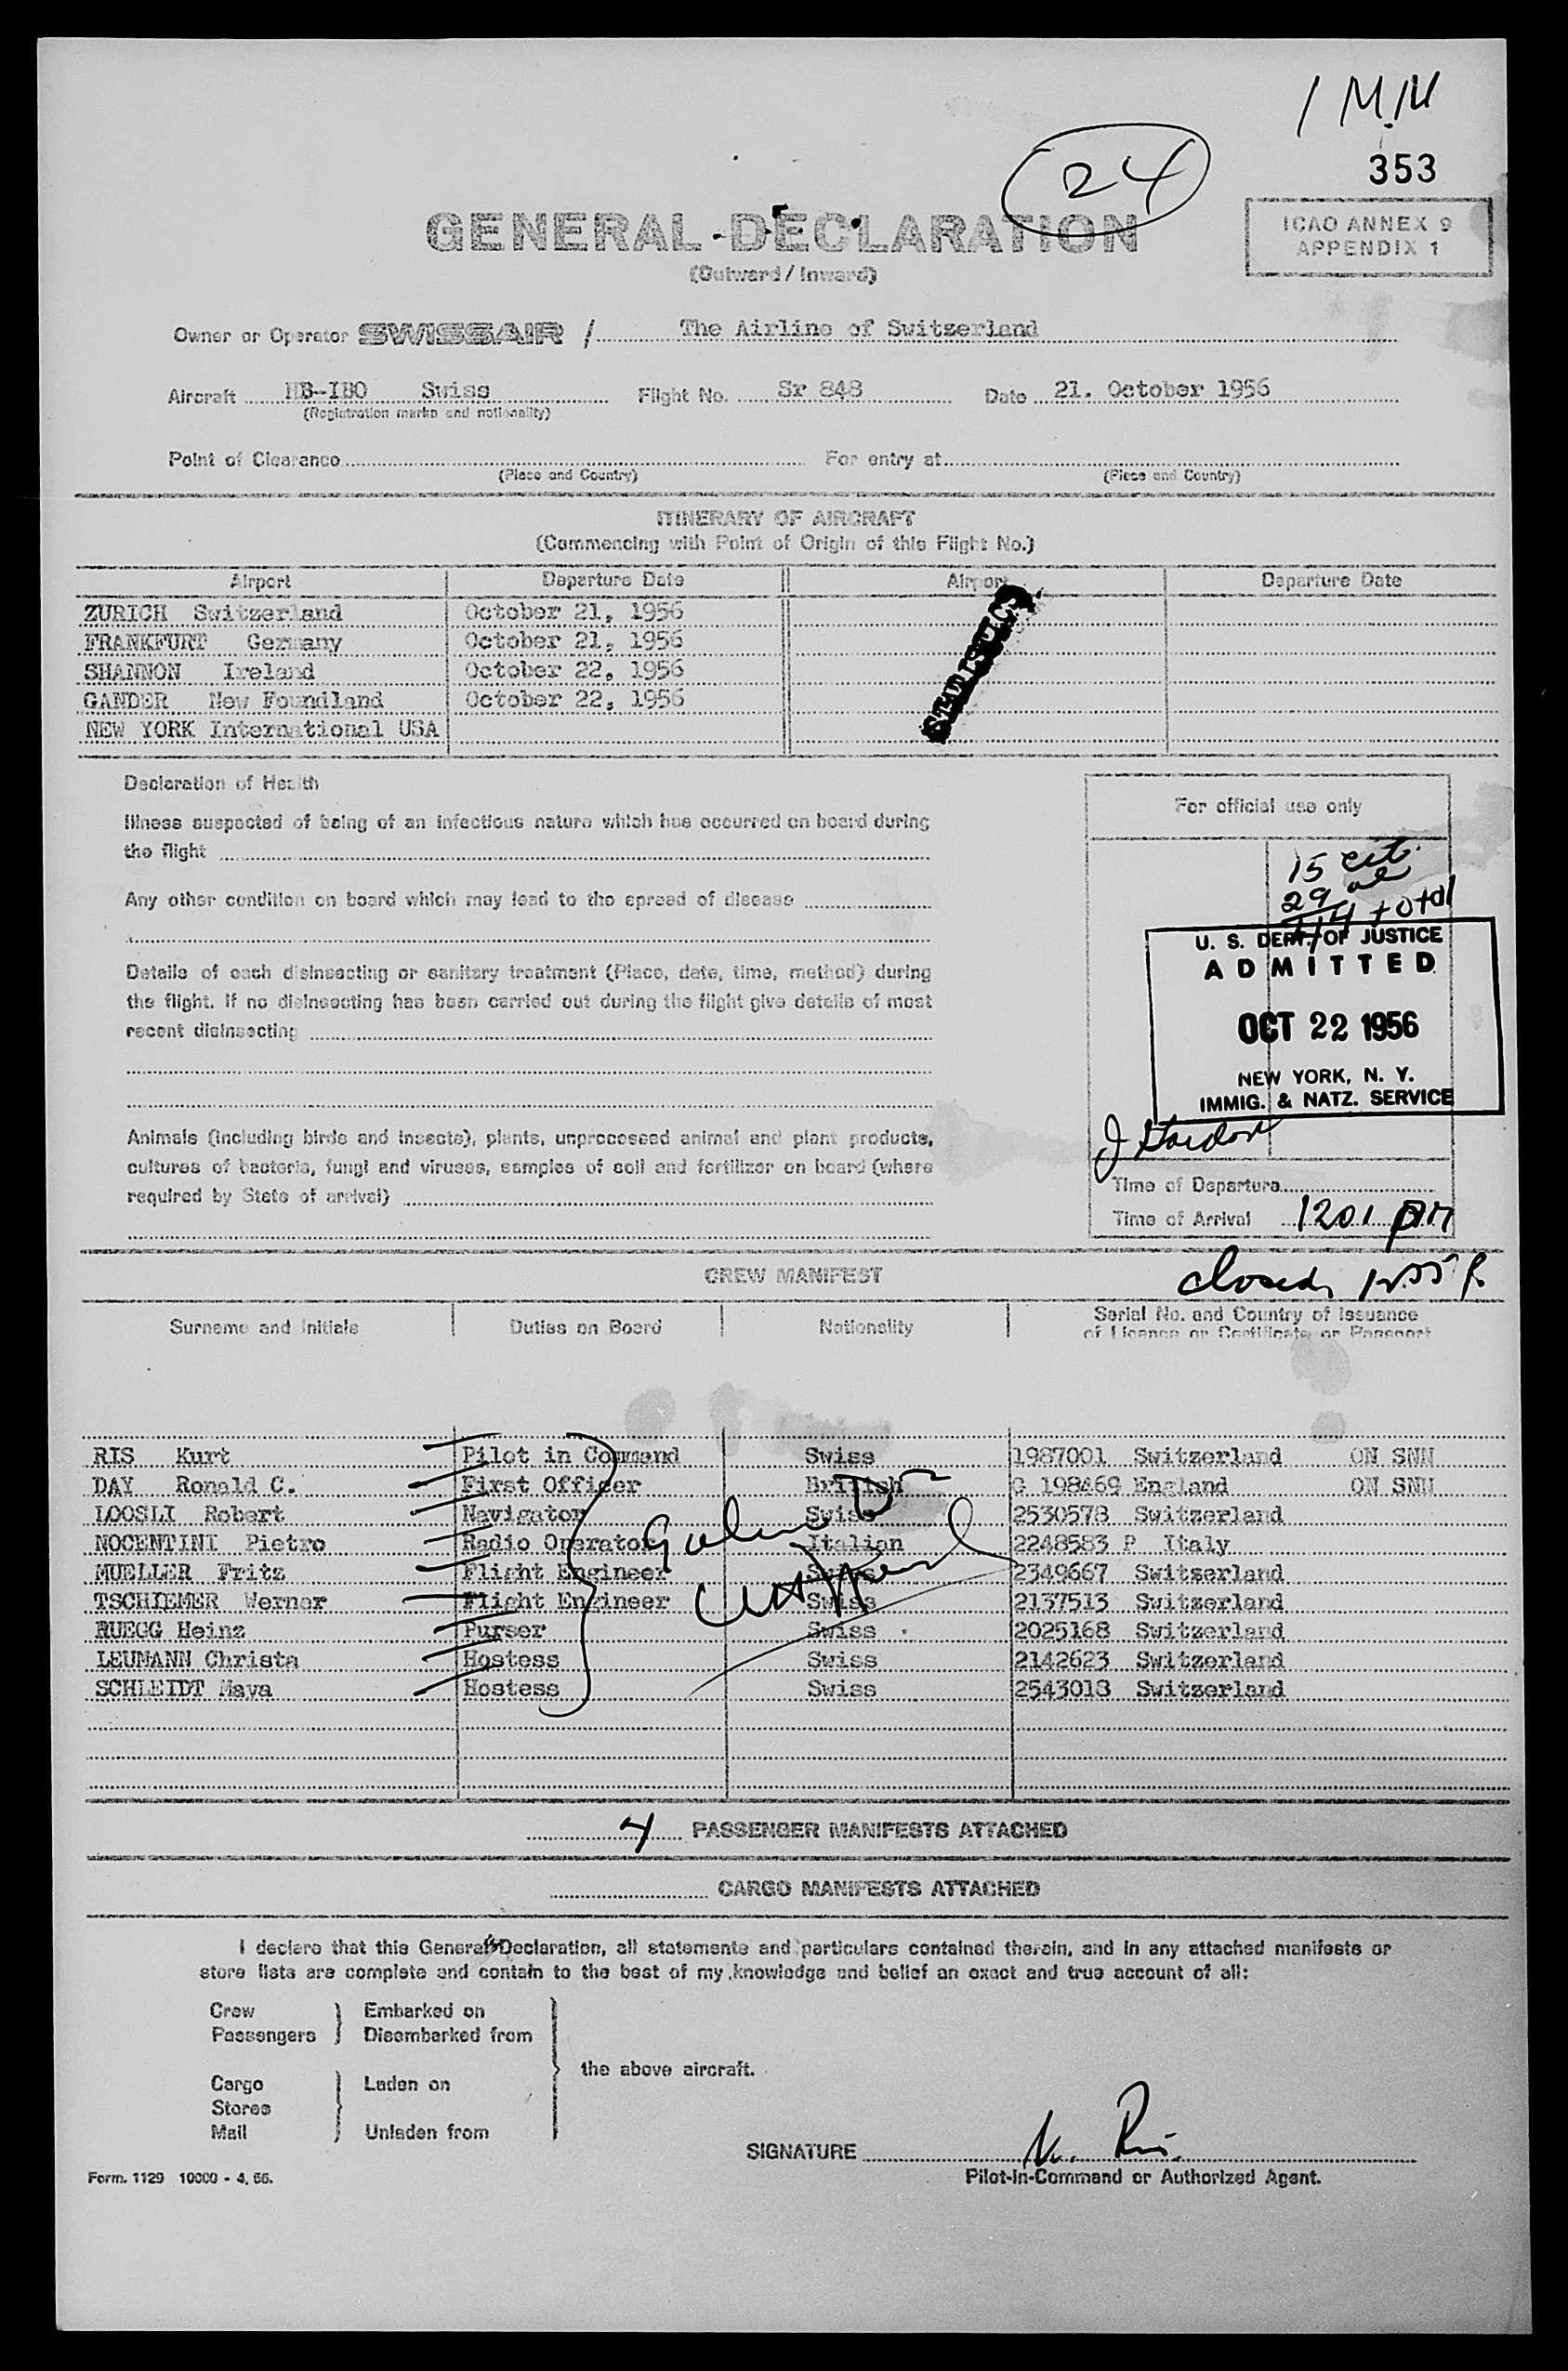 353
24
GENERAL DECLARATION
ICAO ANNEX 9
APPENDIX 1
(Outward / Inward)
Owner or Operator SWISSAIR / The Airline of Switzerland
Aircraft HB-IBO Swiss Flight No. Sr 848 Date 21. October 1956
(Registration marks and nationality)
Point of Clearance For entry at
(Place and Country) (Place and Country)
ITINERARY OF AIRCRAFT
(Commencing with Point of Origin of this Flight No.)
Airport Departure Date Airport Departure Date
ZURICH Switzerland October 21, 1956
FRANKFURT Germany October 21, 1956
SHANNON Ireland October 22, 1956
GANDER New Foundland October 22, 1956
NEW YORK International USA
Declaration of Health
Illness suspected of being of an infectious nature which has occurred on board during
the flight
Any other condition on board which may lead to the spread of disease
Details of each disinsecting or sanitary treatment (Place, date, time, method) during
the flight. If no disinsecting has been carried out during the flight give details of most
recent disinsecting
Animals (including birds and insects), plants, unprocessed animal and plant products,
cultures of bacteria, fungi and viruses, samples of soil and fertilizer on board (where
required by State of arrival)
For official use only
15 cit.
29 al
44 total
U. S. DEPT. OF JUSTICE
ADMITTED
OCT 22 1956
NEW YORK, N. Y.
IMMIG. & NATZ. SERVICE
Time of Departure
Time of Arrival 1201 PM
closed
CREW MANIFEST
Surname and Initials Duties on Board Nationality Serial No. and Country of Issuance
of Licence or Certificate or Passport
RIS Kurt Pilot in Command Swiss 1987001 Switzerland ON SNN
DAY Ronald C. First Officer British G 198469 England ON SNN
LOOSLI Robert Navigator Swiss 2530578 Switzerland
NOCENTINI Pietro Radio Operator Italian 2248583 P Italy
MUELLER Fritz Flight Engineer Swiss 2349667 Switzerland
TSCHIEMER Werner Flight Engineer Swiss 2137513 Switzerland
RUEGG Heinz Purser Swiss 2025168 Switzerland
LEUMANN Christa Hostess Swiss 2142623 Switzerland
SCHLEIDT Maya Hostess Swiss 2543018 Switzerland
4 PASSENGER MANIFESTS ATTACHED
CARGO MANIFESTS ATTACHED
I declare that this General Declaration, all statements and particulars contained therein, and in any attached manifests or
store lists are complete and contain to the best of my knowledge and belief an exact and true account of all:
Crew Embarked on
Passengers Disembarked from
the above aircraft.
Cargo Laden on
Stores
Mail Unladen from
SIGNATURE K. Ris.
Form. 1129 10000 - 4. 56. Pilot-in-Command or Authorized Agent.